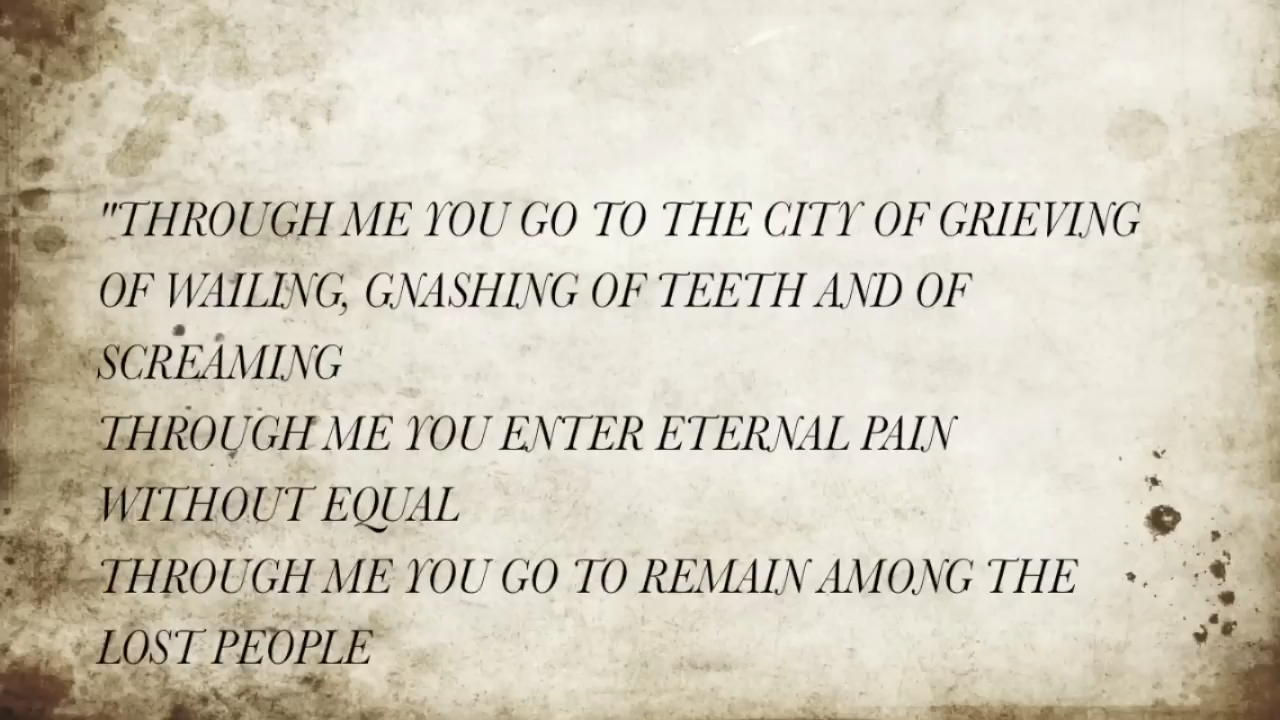 "THROUGH ME YOU GO TO THE CITY OF GRIEVING
OF WAILING, GNASHING OF TEETH AND OF
SCREAMING
THROUGH ME YOU ENTER ETERNAL PAIN
WITHOUT EQUAL
THROUGH ME YOU GO TO REMAIN AMONG THE
LOST PEOPLE